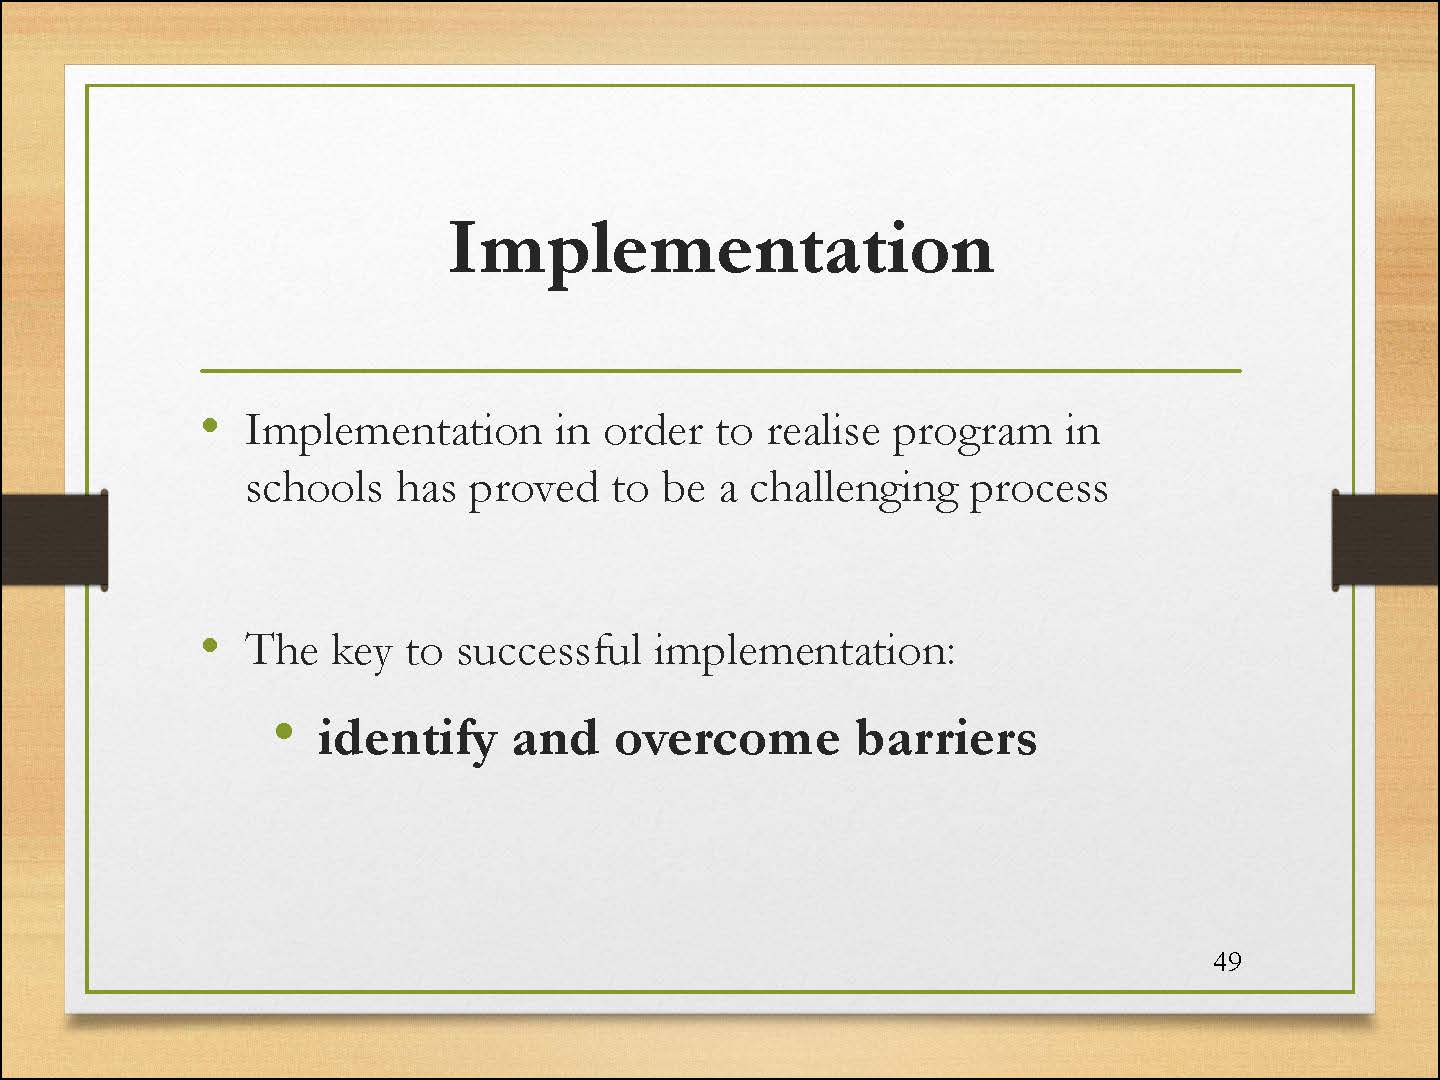 Implementation
• Implementation in order to realise program in
schools has proved to be a challenging process
• The key to successful implementation:
• identify and overcome barriers
49